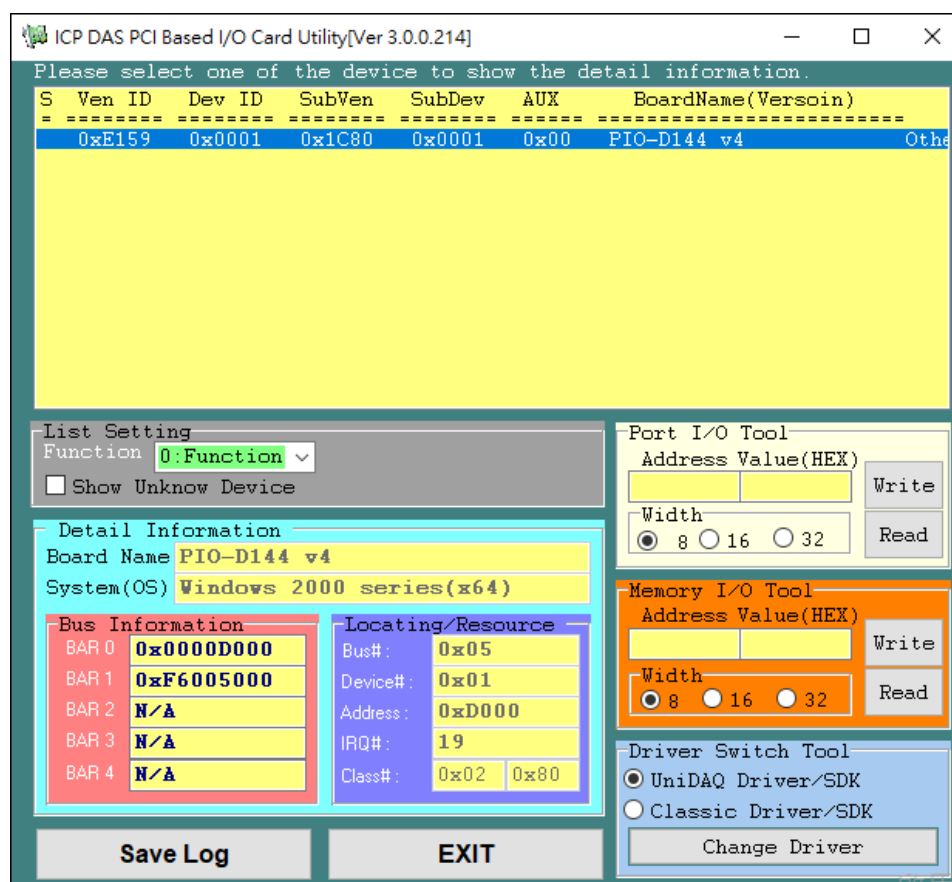 ICP DAS PCI Based I/O Card Utility[Ver 3.0.0.214]
Please select one of the device to show the detail information.
S Ven ID Dev ID SubVen SubDev AUX BoardName(Versoin)
= ======== ======== ======== ======== ====== =========================
0xE159 0x0001 0x1C80 0x0001 0x00 PIO-D144 v4 Othe
List Setting
Function 0:Function
Show Unknow Device
Detail Information
Board Name PIO-D144 v4
System(OS) Windows 2000 series(x64)
Bus Information
BAR 0 0x0000D000
BAR 1 0xF6005000
BAR 2 N/A
BAR 3 N/A
BAR 4 N/A
Locating/Resource
Bus# : 0x05
Device# : 0x01
Address : 0xD000
IRQ# : 19
Class# : 0x02 0x80
Save Log
EXIT
Port I/O Tool
Address Value(HEX)
Write
Width
8 16 32
Read
Memory I/O Tool
Address Value(HEX)
Write
Width
8 16 32
Read
Driver Switch Tool
UniDAQ Driver/SDK
Classic Driver/SDK
Change Driver